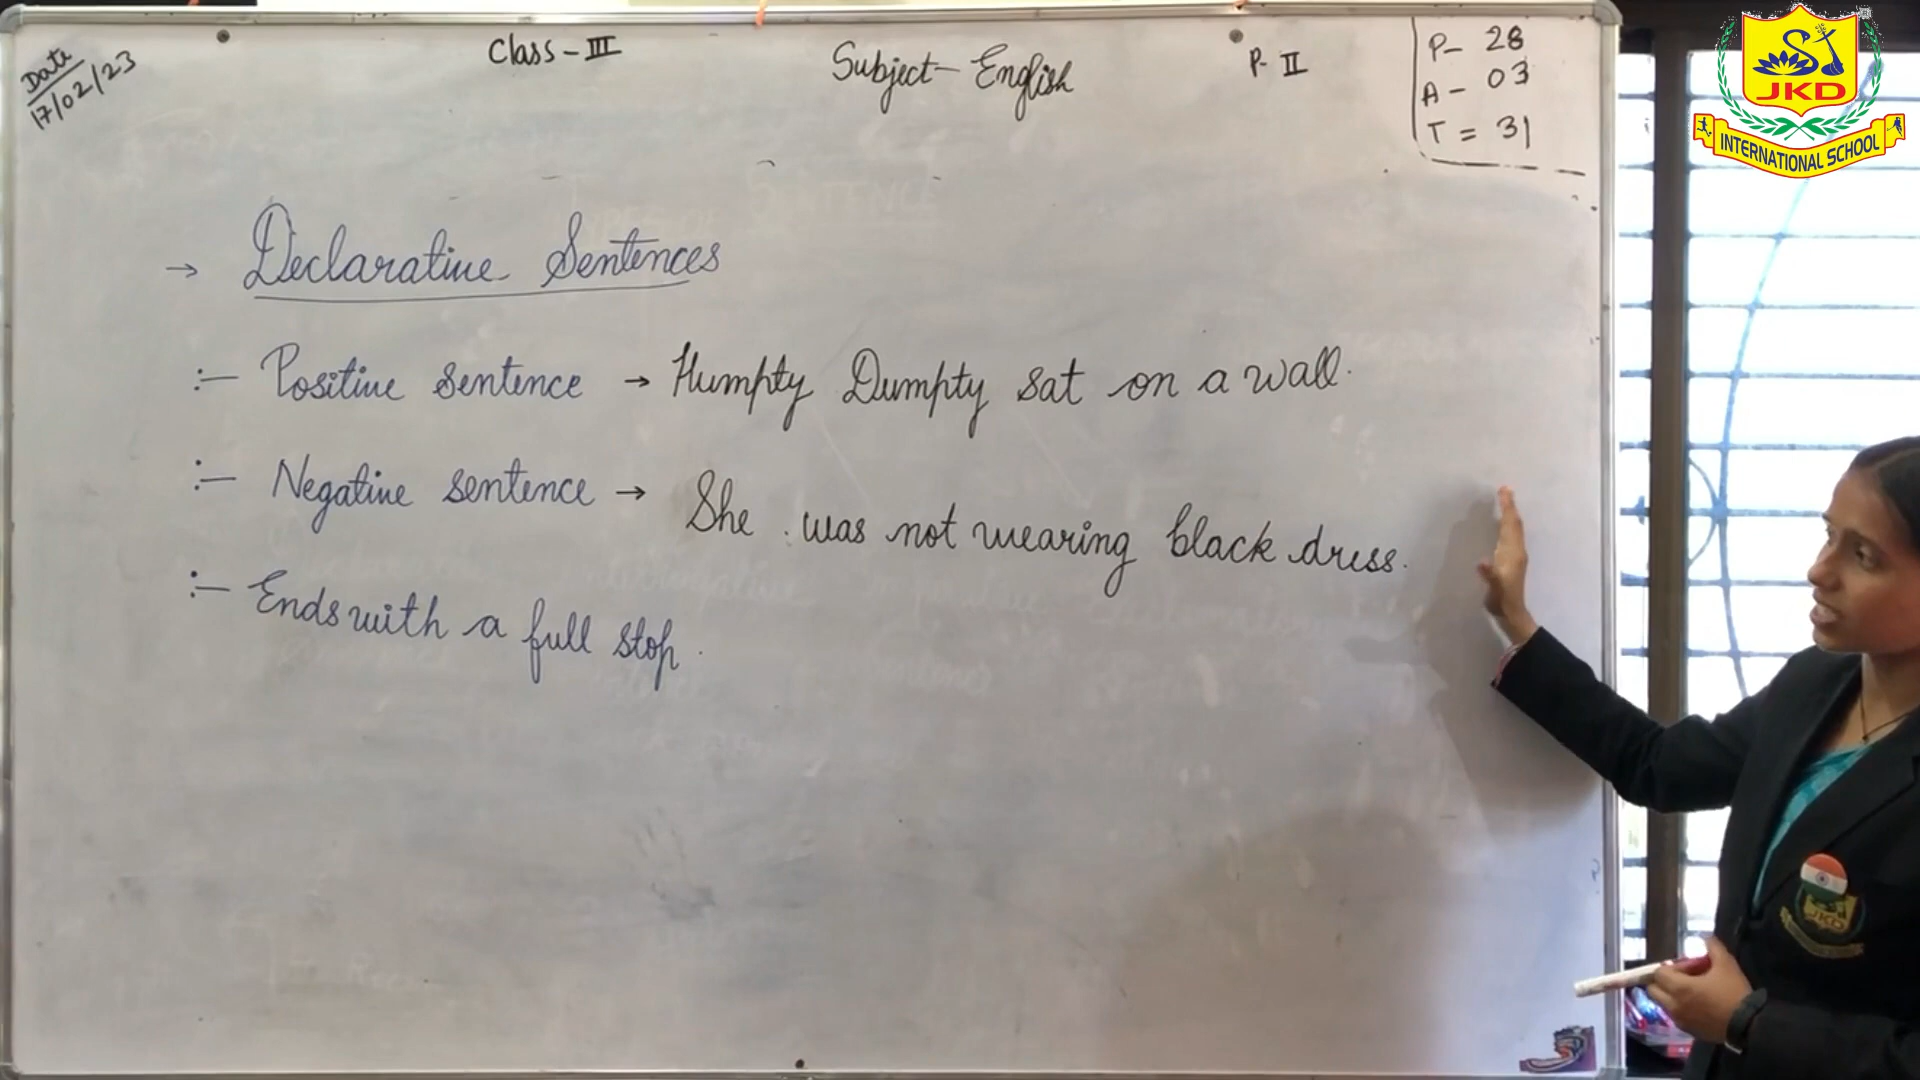 Date
17/02/23
Class - III
Subject - English
P- II
P- 28
A - 03
T = 31
JKD
INTERNATIONAL SCHOOL
→ Declarative Sentences
:- Positive sentence → Humpty Dumpty sat on a wall.
:- Negative sentence → She was not wearing black dress.
:- Ends with a full stop.
JKD